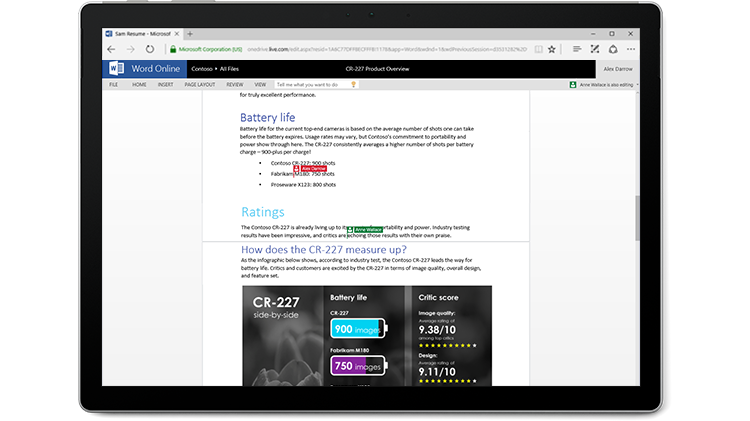 Sam Resume - Microsof
Microsoft Corporation (US)
Word Online
Contoso ▸ All Files
CR-227 Product Overview
Alex Darrow
FILE HOME INSERT PAGE LAYOUT REVIEW VIEW Tell me what you want to do
Anne Wallace is also editing
for truly excellent performance.
Battery life
Battery life for the current top-end cameras is based on the average number of shots one can take
before the battery expires. Usage rates may vary, but Contoso's commitment to portability and
power show through here. The CR-227 consistently averages a higher number of shots per battery
charge – 900-plus per charge!
• Contoso CR-227: 900 shots
Alex Darrow
• Fabrikam M180: 750 shots
• Proseware X123: 800 shots
Ratings
The Contoso CR-227 is already living up to its portability and power. Industry testing
Anne Wallace
results have been impressive, and critics are echoing those results with their own praise.
How does the CR-227 measure up?
As the infographic below shows, according to industry test, the Contoso CR-227 leads the way for
battery life. Critics and customers are excited by the CR-227 in terms of image quality, overall design,
and feature set.
CR-227
side-by-side
Battery life
CR-227
900 images
Fabrikam M180
750 images
Critic score
Image quality:
Average rating of
9.38/10
among top critics
Design:
Average rating of
9.11/10